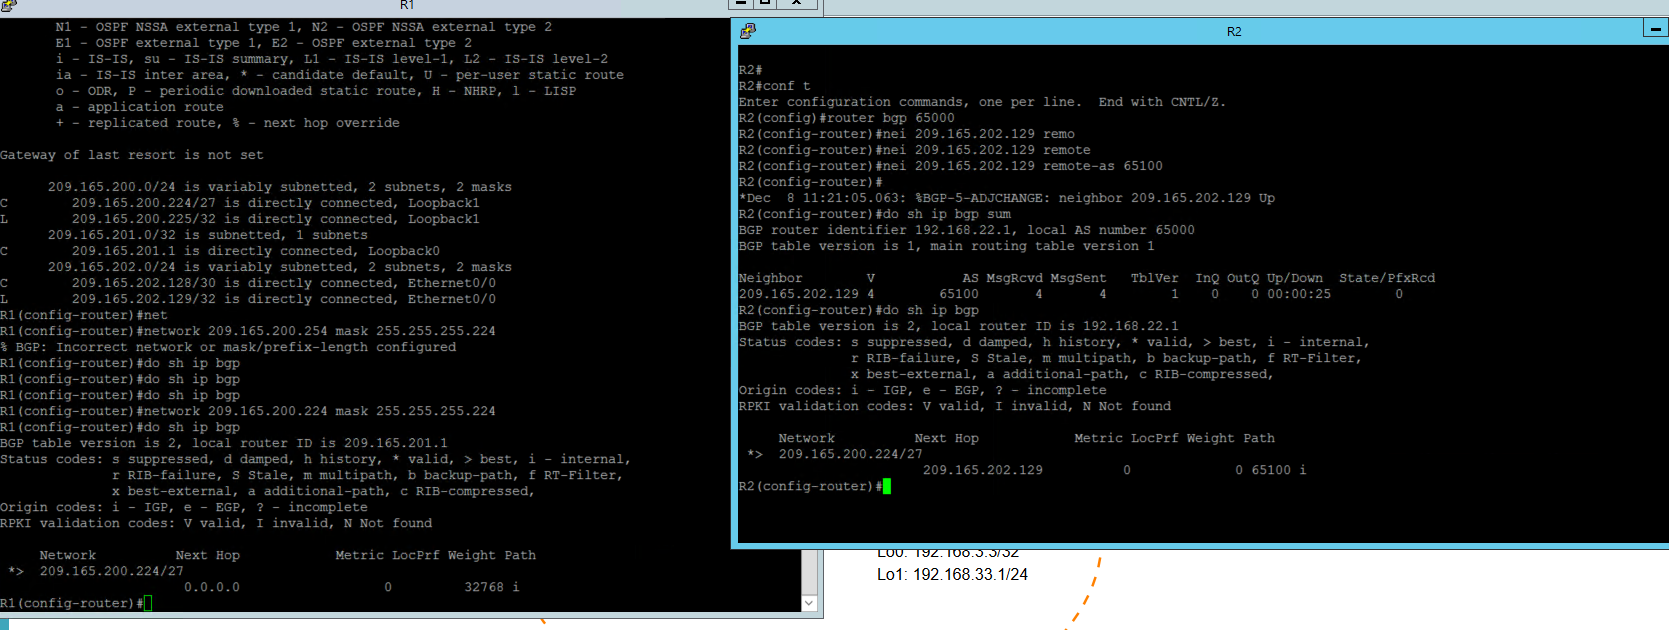 R1
N1 - OSPF NSSA external type 1, N2 - OSPF NSSA external type 2
E1 - OSPF external type 1, E2 - OSPF external type 2
i - IS-IS, su - IS-IS summary, L1 - IS-IS level-1, L2 - IS-IS level-2
ia - IS-IS inter area, * - candidate default, U - per-user static route
o - ODR, P - periodic downloaded static route, H - NHRP, l - LISP
a - application route
+ - replicated route, % - next hop override
Gateway of last resort is not set
209.165.200.0/24 is variably subnetted, 2 subnets, 2 masks
C 209.165.200.224/27 is directly connected, Loopback1
L 209.165.200.225/32 is directly connected, Loopback1
209.165.201.0/32 is subnetted, 1 subnets
C 209.165.201.1 is directly connected, Loopback0
209.165.202.0/24 is variably subnetted, 2 subnets, 2 masks
C 209.165.202.128/30 is directly connected, Ethernet0/0
L 209.165.202.129/32 is directly connected, Ethernet0/0
R1(config-router)#net
R1(config-router)#network 209.165.200.254 mask 255.255.255.224
% BGP: Incorrect network or mask/prefix-length configured
R1(config-router)#do sh ip bgp
R1(config-router)#do sh ip bgp
R1(config-router)#do sh ip bgp
R1(config-router)#network 209.165.200.224 mask 255.255.255.224
R1(config-router)#do sh ip bgp
BGP table version is 2, local router ID is 209.165.201.1
Status codes: s suppressed, d damped, h history, * valid, > best, i - internal,
r RIB-failure, S Stale, m multipath, b backup-path, f RT-Filter,
x best-external, a additional-path, c RIB-compressed,
Origin codes: i - IGP, e - EGP, ? - incomplete
RPKI validation codes: V valid, I invalid, N Not found
Network Next Hop Metric LocPrf Weight Path
*> 209.165.200.224/27
0.0.0.0 0 32768 i
R1(config-router)#
R2
R2#
R2#conf t
Enter configuration commands, one per line. End with CNTL/Z.
R2(config)#router bgp 65000
R2(config-router)#nei 209.165.202.129 remo
R2(config-router)#nei 209.165.202.129 remote
R2(config-router)#nei 209.165.202.129 remote-as 65100
R2(config-router)#
*Dec 8 11:21:05.063: %BGP-5-ADJCHANGE: neighbor 209.165.202.129 Up
R2(config-router)#do sh ip bgp sum
BGP router identifier 192.168.22.1, local AS number 65000
BGP table version is 1, main routing table version 1
Neighbor V AS MsgRcvd MsgSent TblVer InQ OutQ Up/Down State/PfxRcd
209.165.202.129 4 65100 4 4 1 0 0 00:00:25 0
R2(config-router)#do sh ip bgp
BGP table version is 2, local router ID is 192.168.22.1
Status codes: s suppressed, d damped, h history, * valid, > best, i - internal,
r RIB-failure, S Stale, m multipath, b backup-path, f RT-Filter,
x best-external, a additional-path, c RIB-compressed,
Origin codes: i - IGP, e - EGP, ? - incomplete
RPKI validation codes: V valid, I invalid, N Not found
Network Next Hop Metric LocPrf Weight Path
*> 209.165.200.224/27
209.165.202.129 0 0 65100 i
R2(config-router)#
Lo0: 192.168.3.3/32
Lo1: 192.168.33.1/24